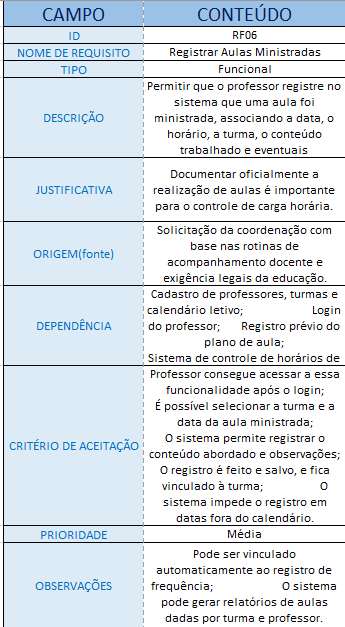 CAMPO CONTEÚDO
ID RF06
NOME DE REQUISITO Registrar Aulas Ministradas
TIPO Funcional
DESCRIÇÃO
Permitir que o professor registre no
sistema que uma aula foi
ministrada, associando a data, o
horário, a turma, o conteúdo
trabalhado e eventuais
JUSTIFICATIVA
Documentar oficialmente a
realização de aulas é importante
para o controle de carga horária.
ORIGEM(fonte)
Solicitação da coordenação com
base nas rotinas de
acompanhamento docente e
exigência legais da educação.
DEPENDÊNCIA
Cadastro de professores, turmas e
calendário letivo; Login
do professor; Registro prévio do
plano de aula;
Sistema de controle de horários de
CRITÉRIO DE ACEITAÇÃO
Professor consegue acessar a essa
funcionalidade após o login;
É possível selecionar a turma e a
data da aula ministrada;
O sistema permite registrar o
conteúdo abordado e observações;
O registro é feito e salvo, e fica
vinculado à turma; O
sistema impede o registro em
datas fora do calendário.
PRIORIDADE Média
OBSERVAÇÕES
Pode ser vinculado
automaticamente ao registro de
frequência; O sistema
pode gerar relatórios de aulas
dadas por turma e professor.